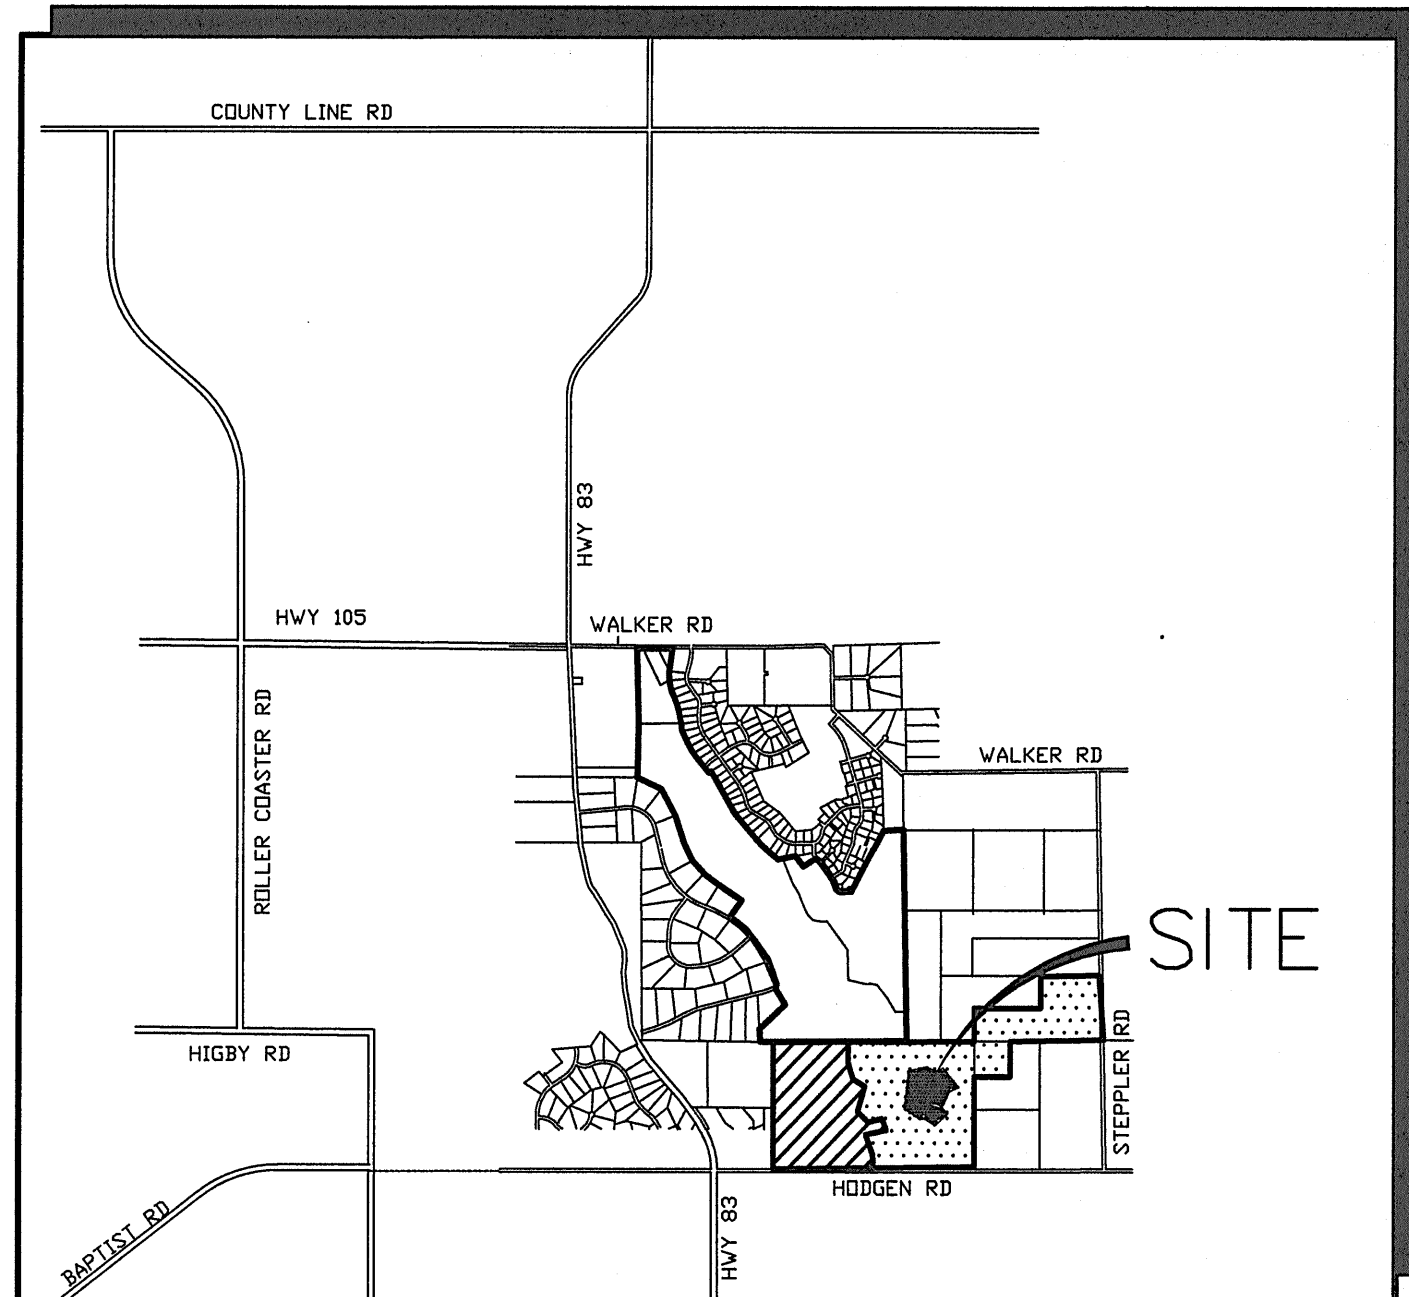 COUNTY LINE RD
HWY 83
HWY 105
WALKER RD
ROLLER COASTER RD
WALKER RD
SITE
HIGBY RD
STEPPLER RD
HODGEN RD
BAPTIST RD
HWY 83